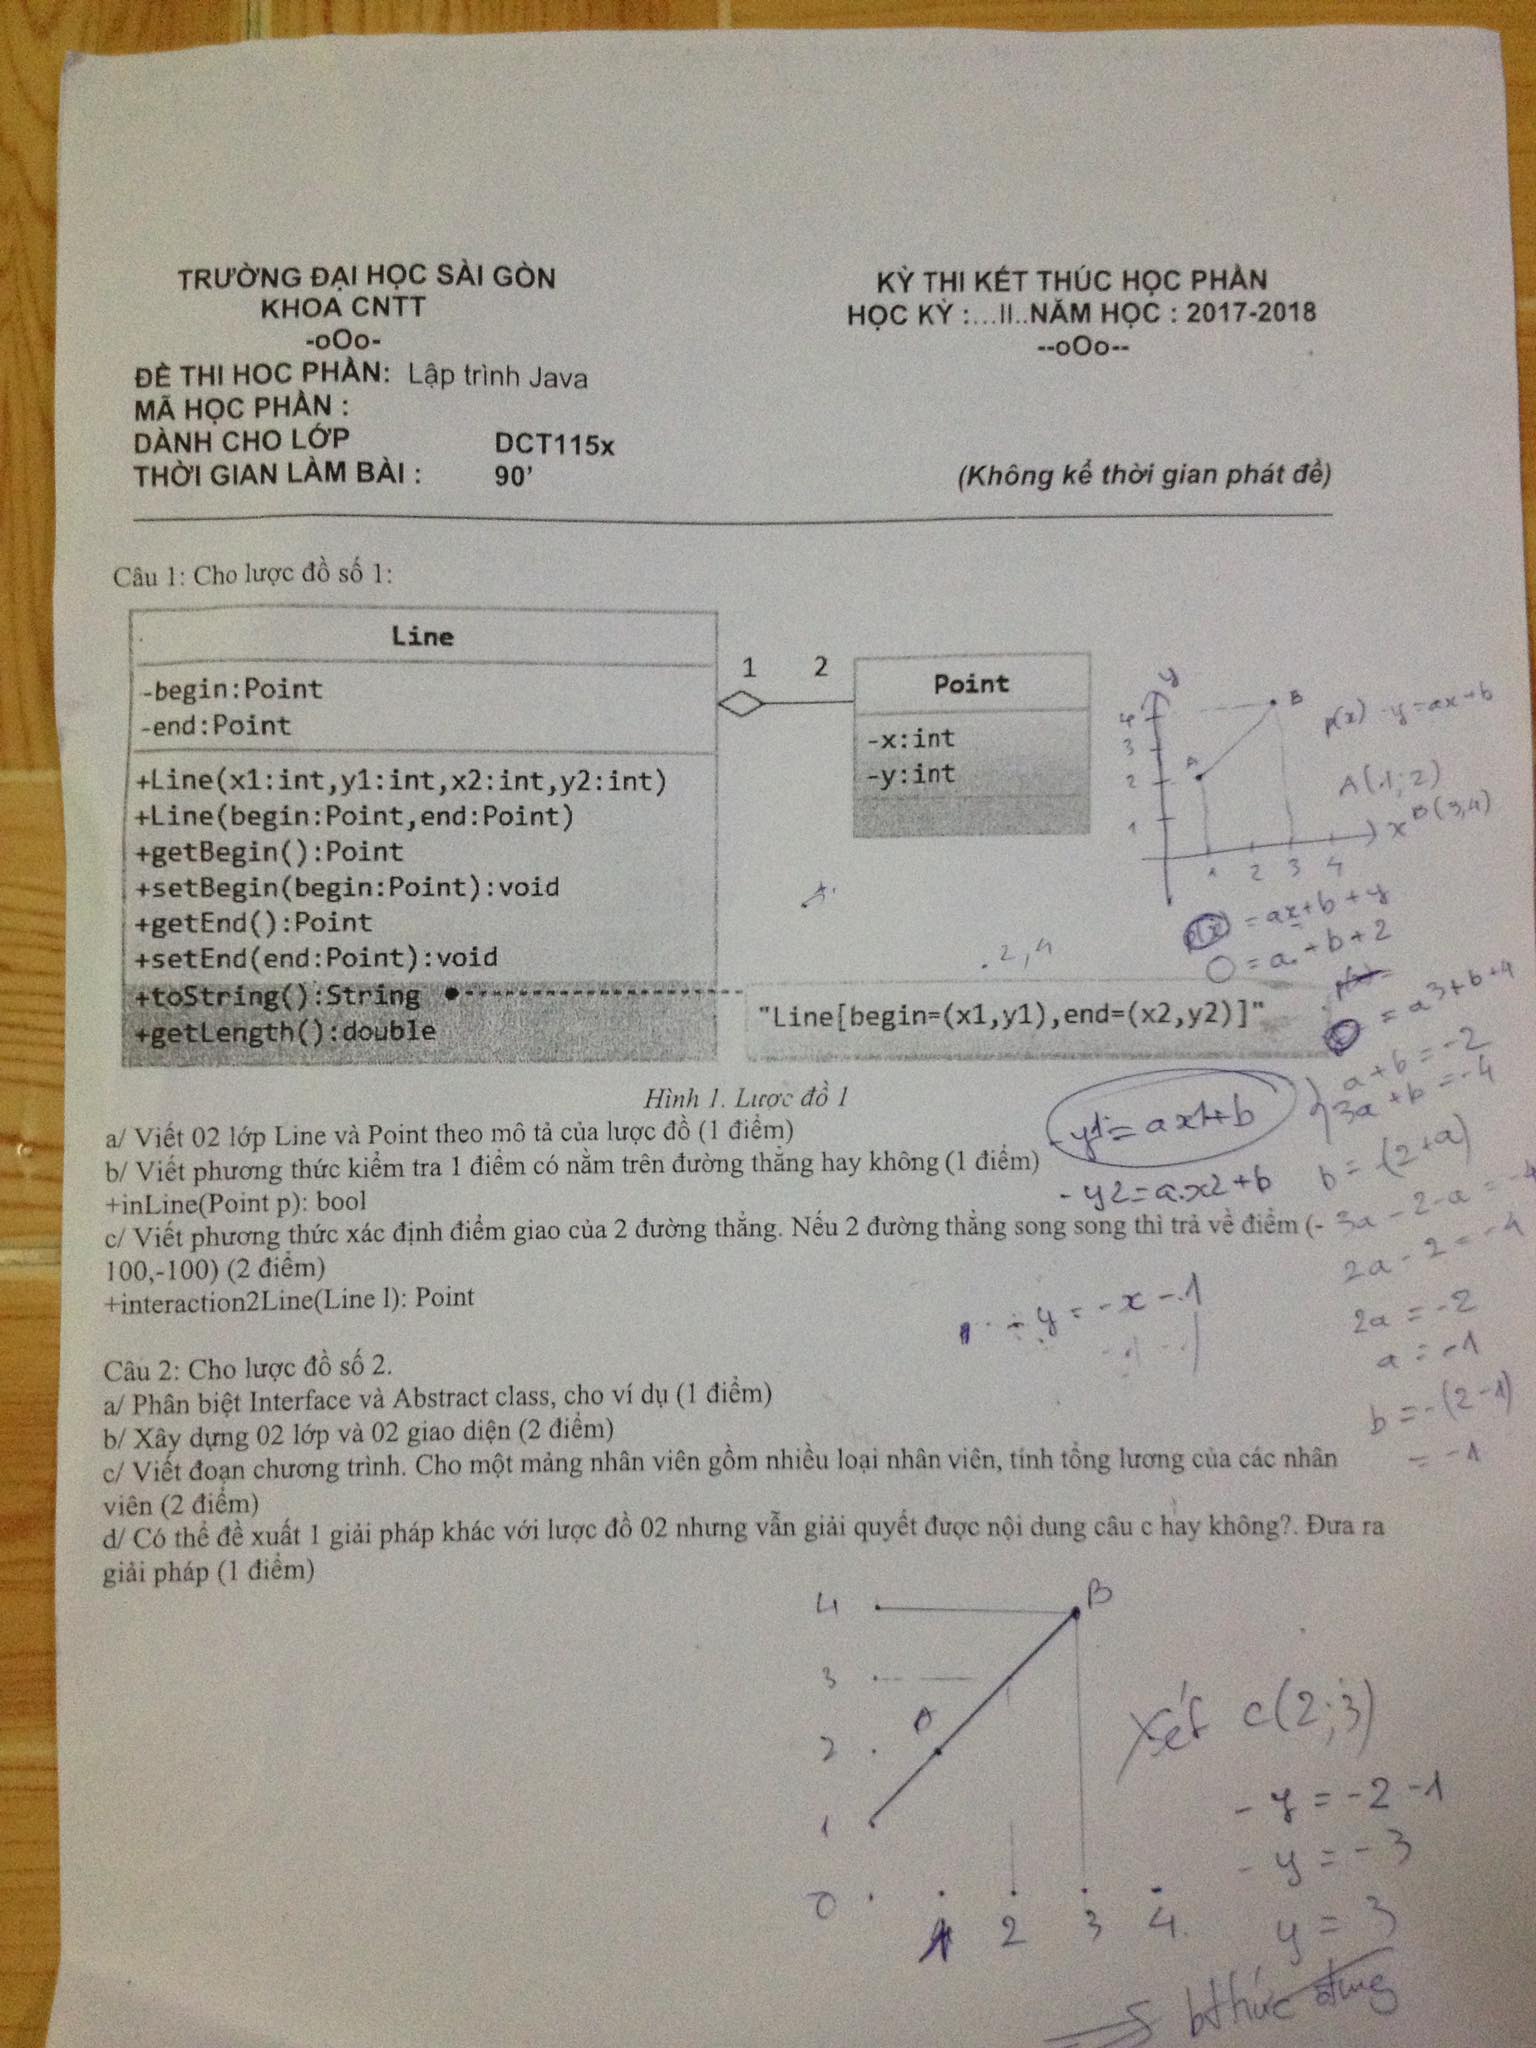 TRƯỜNG ĐẠI HỌC SÀI GÒN
KHOA CNTT
-oOo-
KỲ THI KẾT THÚC HỌC PHẦN
HỌC KỲ :...II..NĂM HỌC : 2017-2018
--oOo--
ĐỀ THI HOC PHẦN: Lập trình Java
MÃ HỌC PHẦN :
DÀNH CHO LỚP DCT115x
THỜI GIAN LÀM BÀI : 90' (Không kể thời gian phát đề)
Câu 1: Cho lược đồ số 1:
Line
-begin:Point
-end:Point
+Line(x1:int,y1:int,x2:int,y2:int)
+Line(begin:Point,end:Point)
+getBegin():Point
+setBegin(begin:Point):void
+getEnd():Point
+setEnd(end:Point):void
+toString():String
+getLength():double
1 2
Point
-x:int
-y:int
"Line[begin=(x1,y1),end=(x2,y2)]"
y
4
3
2
1
A
B
1 2 3 4
x
p(x) -y=ax+b
A(1;2)
B(3,4)
p(x) = ax+b+y
0 = a+b+2
= a3+b+4
. 2,4
a+b=-2
3a+b=-4
b = -(2+a)
3a-2-a=-4
2a-2=-4
2a=-2
a=-1
b=-(2-1)
=-1
Hình 1. Lược đồ 1
a/ Viết 02 lớp Line và Point theo mô tả của lược đồ (1 điểm)
b/ Viết phương thức kiểm tra 1 điểm có nằm trên đường thẳng hay không (1 điểm)
+inLine(Point p): bool
c/ Viết phương thức xác định điểm giao của 2 đường thẳng. Nếu 2 đường thẳng song song thì trả về điểm (-
100,-100) (2 điểm)
+interaction2Line(Line l): Point
-y1=ax1+b
-y2=a.x2+b
-y=-x-1
Câu 2: Cho lược đồ số 2.
a/ Phân biệt Interface và Abstract class, cho ví dụ (1 điểm)
b/ Xây dựng 02 lớp và 02 giao diện (2 điểm)
c/ Viết đoạn chương trình. Cho một mảng nhân viên gồm nhiều loại nhân viên, tính tổng lương của các nhân
viên (2 điểm)
d/ Có thể đề xuất 1 giải pháp khác với lược đồ 02 nhưng vẫn giải quyết được nội dung câu c hay không?. Đưa ra
giải pháp (1 điểm)
4
B
3
2
A
1
0
1 2 3 4
Xét c(2;3)
-y=-2-1
-y=-3
y=3
=> bthức đúng